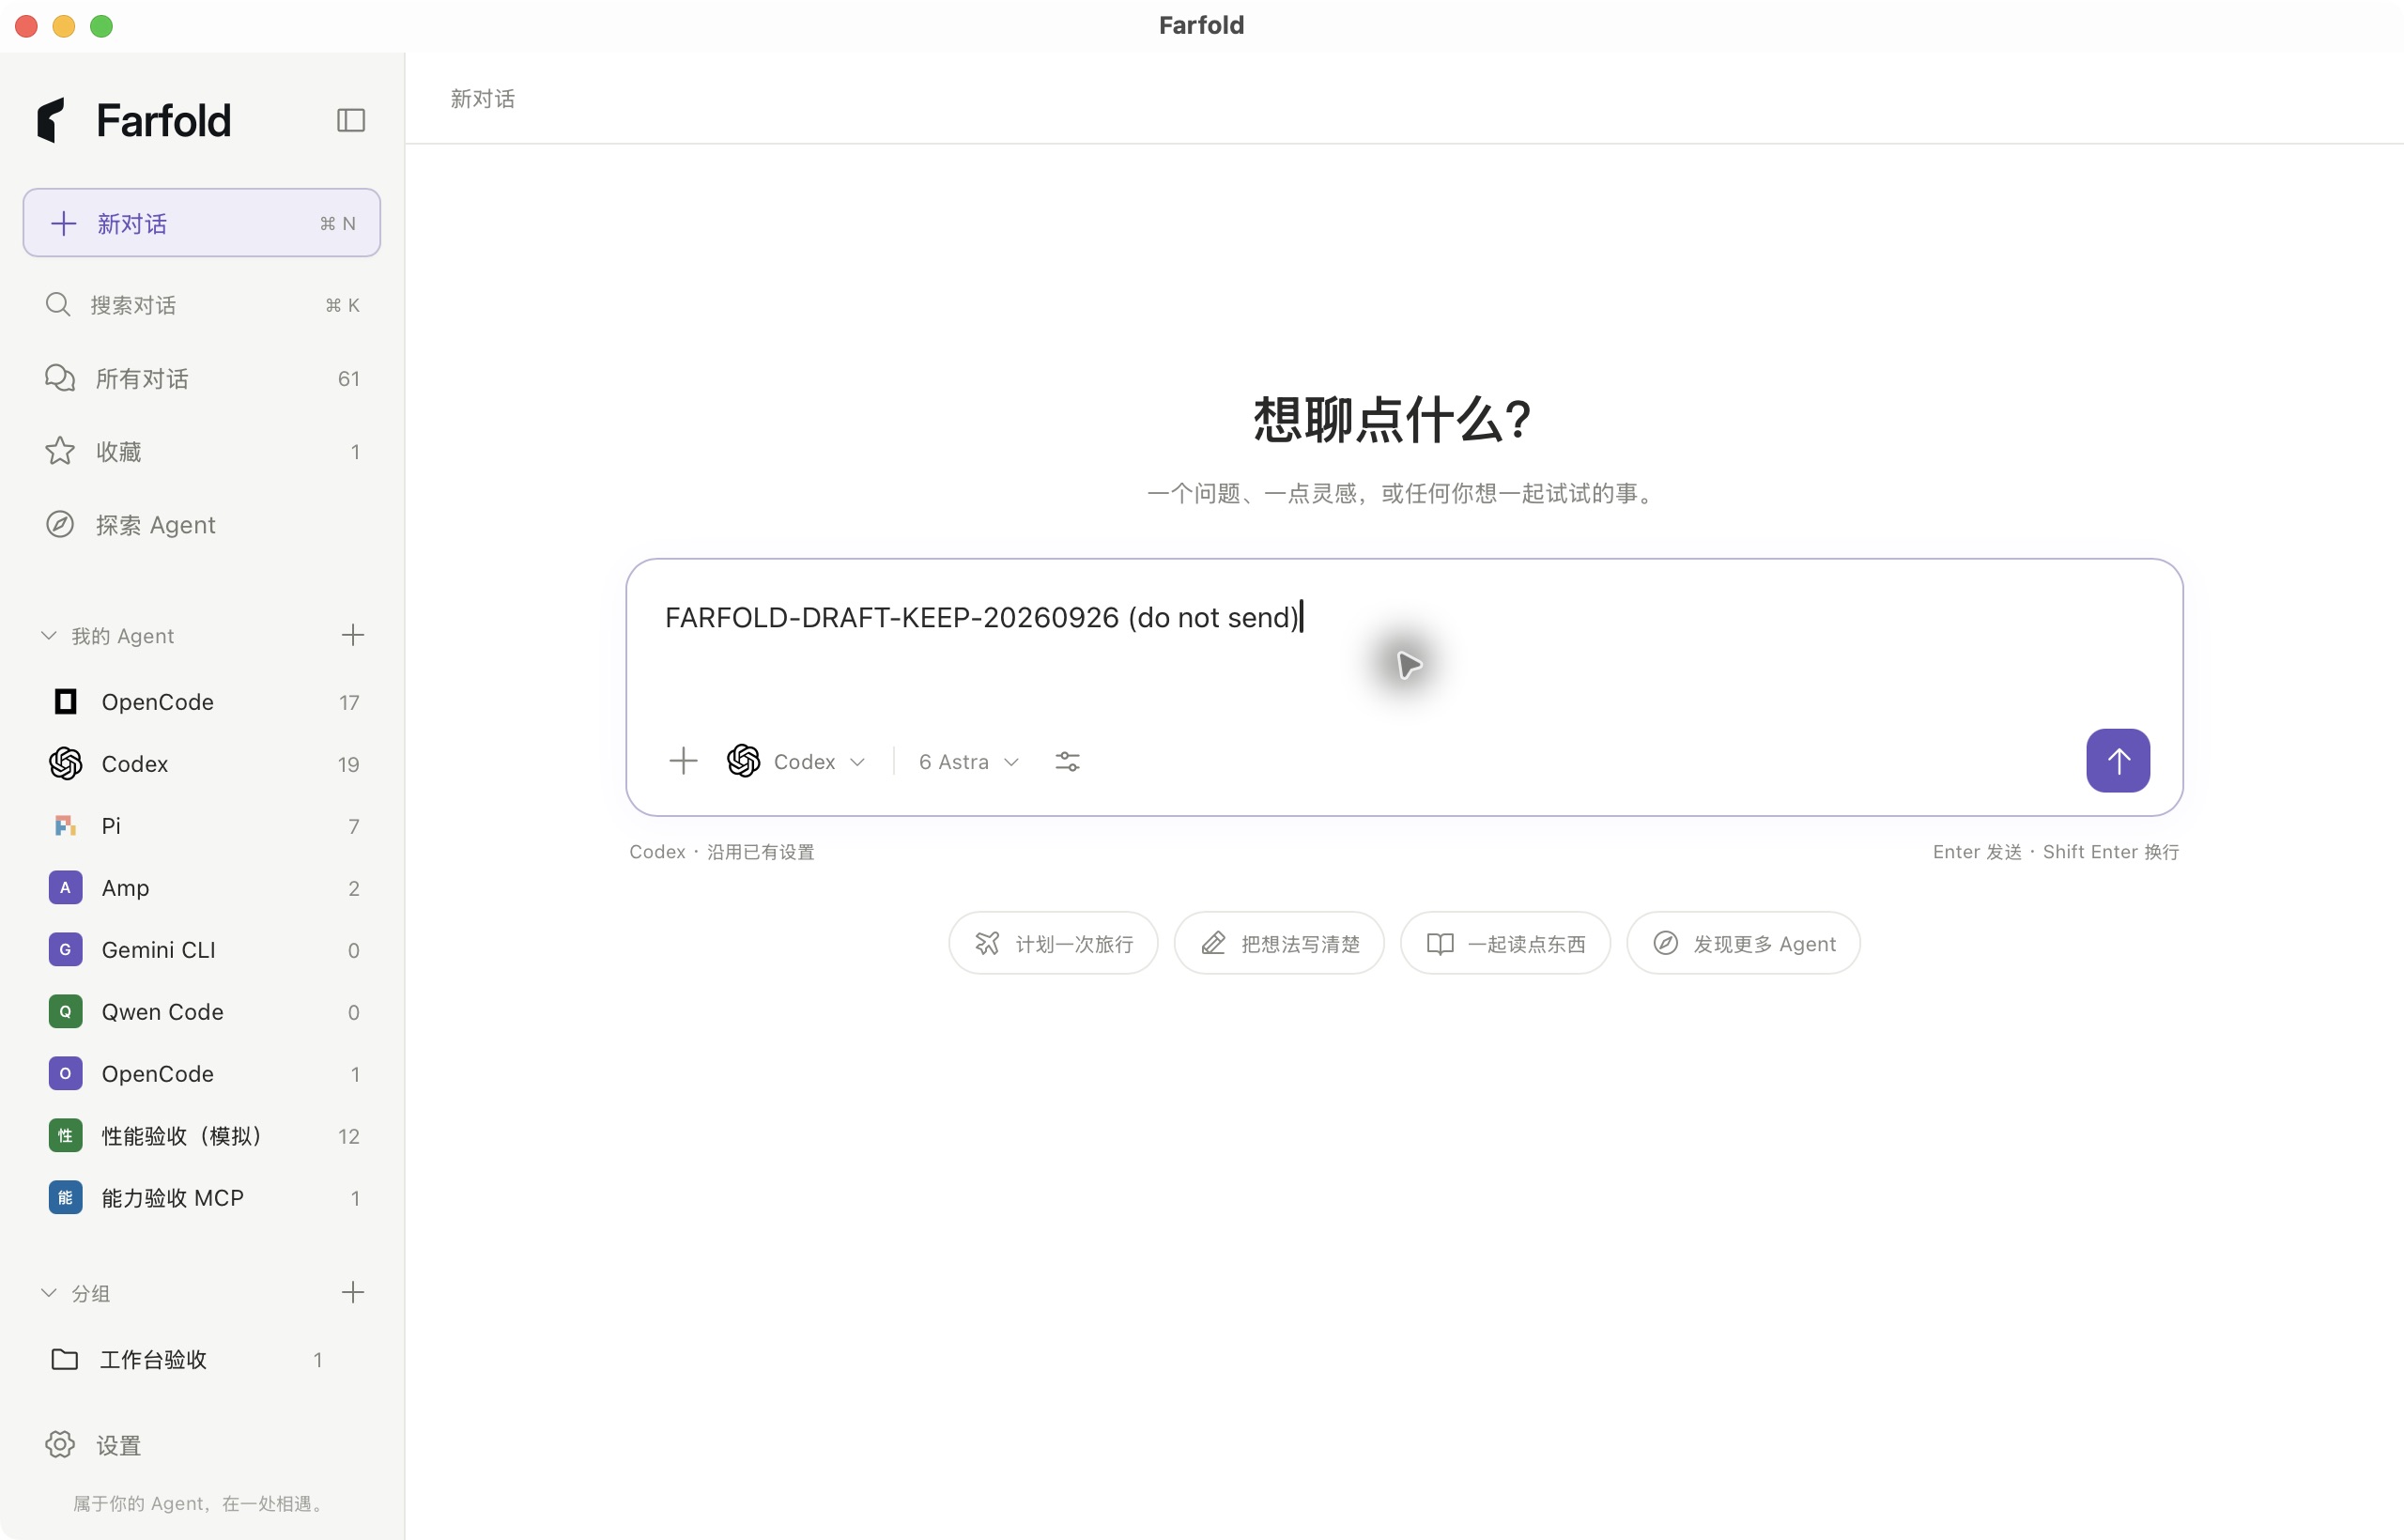 Farfold
Farfold
新对话 ⌘ N
搜索对话 ⌘ K
所有对话 61
收藏 1
探索 Agent
我的 Agent
OpenCode 17
Codex 19
Pi 7
A Amp 2
G Gemini CLI 0
Q Qwen Code 0
O OpenCode 1
性 性能验收（模拟） 12
能 能力验收 MCP 1
分组
工作台验收 1
设置
属于你的 Agent，在一处相遇。
新对话
想聊点什么?
一个问题、一点灵感，或任何你想一起试试的事。
FARFOLD-DRAFT-KEEP-20260926 (do not send)
Codex 6 Astra
Codex · 沿用已有设置 Enter 发送 · Shift Enter 换行
计划一次旅行 把想法写清楚 一起读点东西 发现更多 Agent